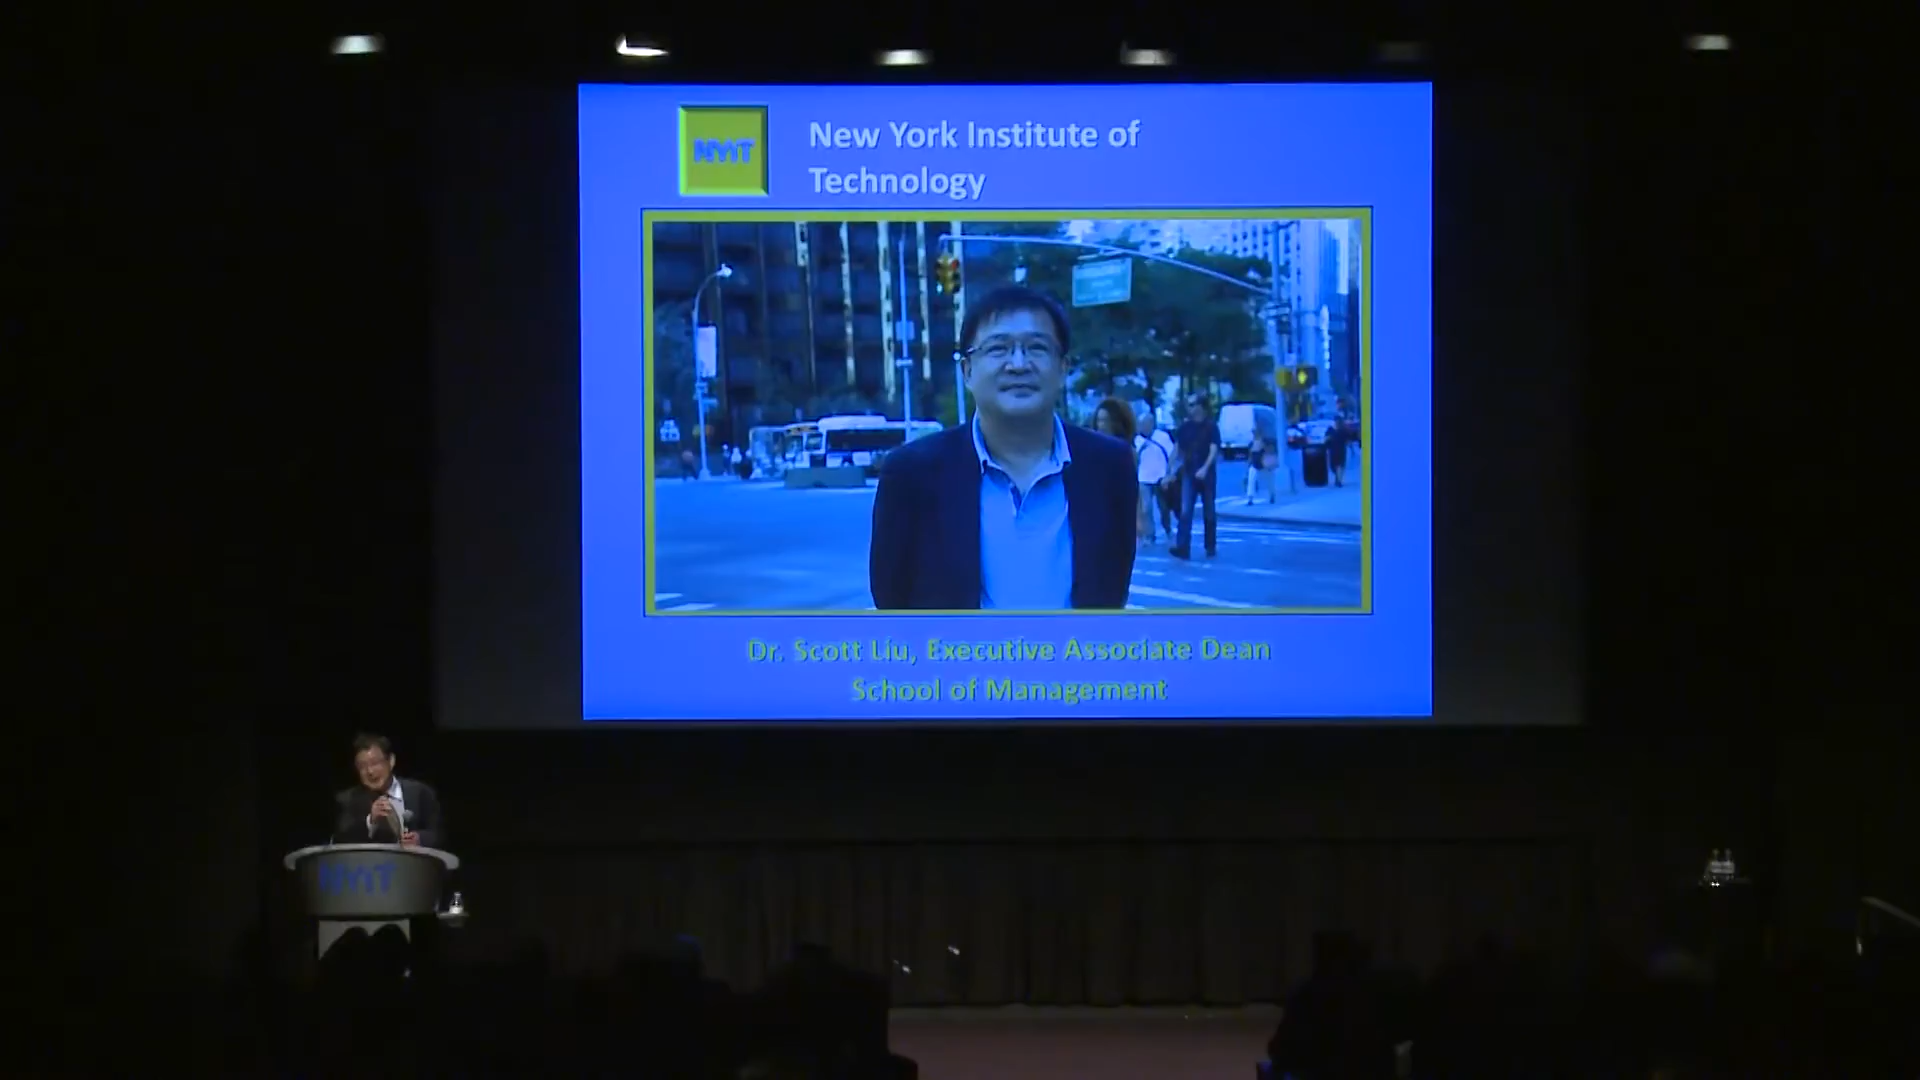 NYIT
New York Institute of
Technology
Dr. Scott Liu, Executive Associate Dean
School of Management
NYIT